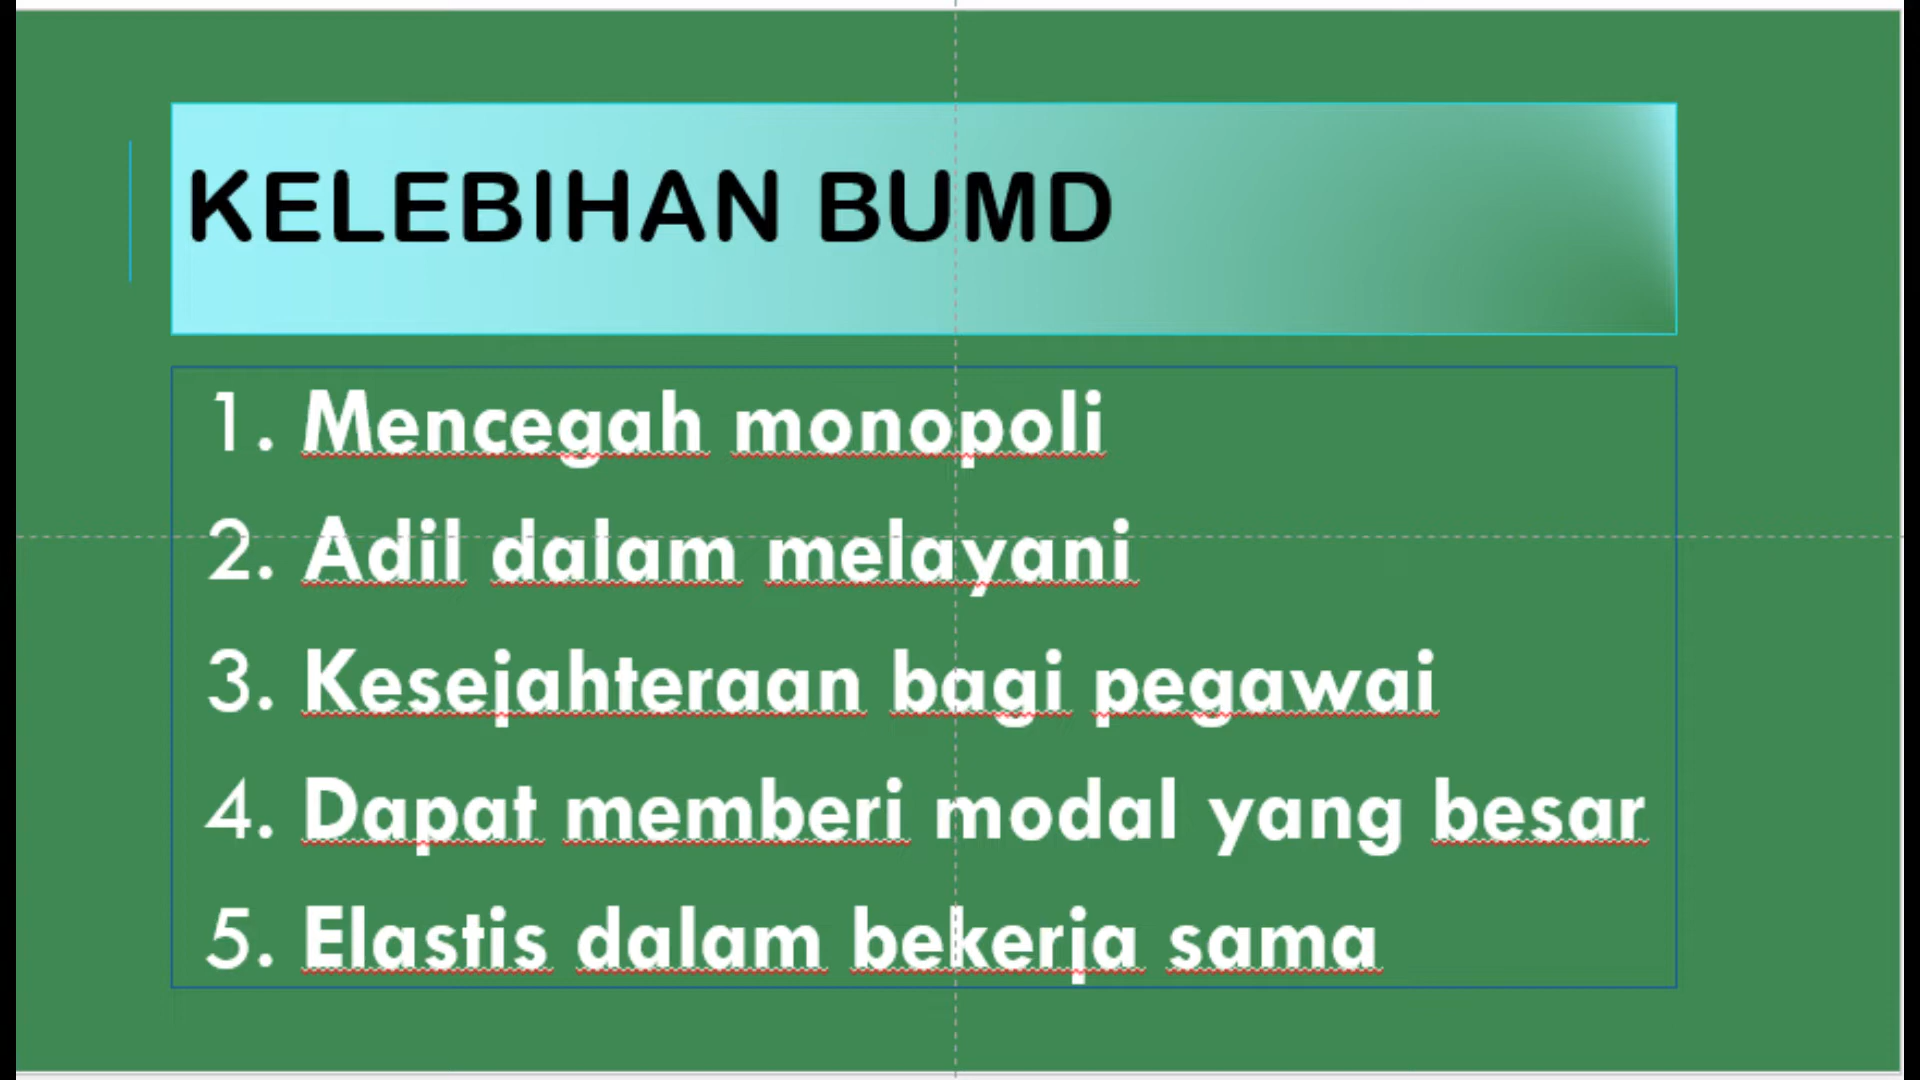 KELEBIHAN BUMD
1. Mencegah monopoli
2. Adil dalam melayani
3. Kesejahteraan bagi pegawai
4. Dapat memberi modal yang besar
5. Elastis dalam bekerja sama